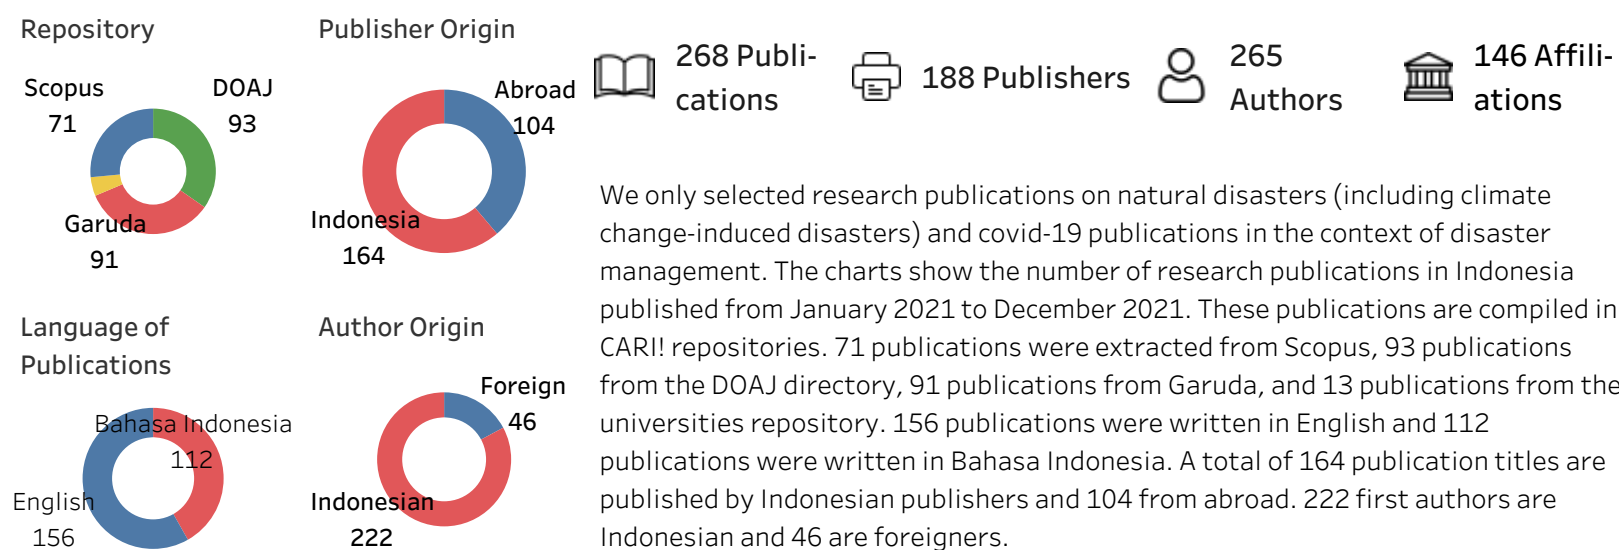 Repository
Scopus
71
DOAJ
93
Garuda
91
Publisher Origin
Abroad
104
Indonesia
164
268 Publi-
cations
188 Publishers
265
Authors
146 Affili-
ations
We only selected research publications on natural disasters (including climate
change-induced disasters) and covid-19 publications in the context of disaster
management. The charts show the number of research publications in Indonesia
published from January 2021 to December 2021. These publications are compiled in
CARI! repositories. 71 publications were extracted from Scopus, 93 publications
from the DOAJ directory, 91 publications from Garuda, and 13 publications from the
universities repository. 156 publications were written in English and 112
publications were written in Bahasa Indonesia. A total of 164 publication titles are
published by Indonesian publishers and 104 from abroad. 222 first authors are
Indonesian and 46 are foreigners.
Language of
Publications
Bahasa Indonesia
112
English
156
Author Origin
Foreign
46
Indonesian
222